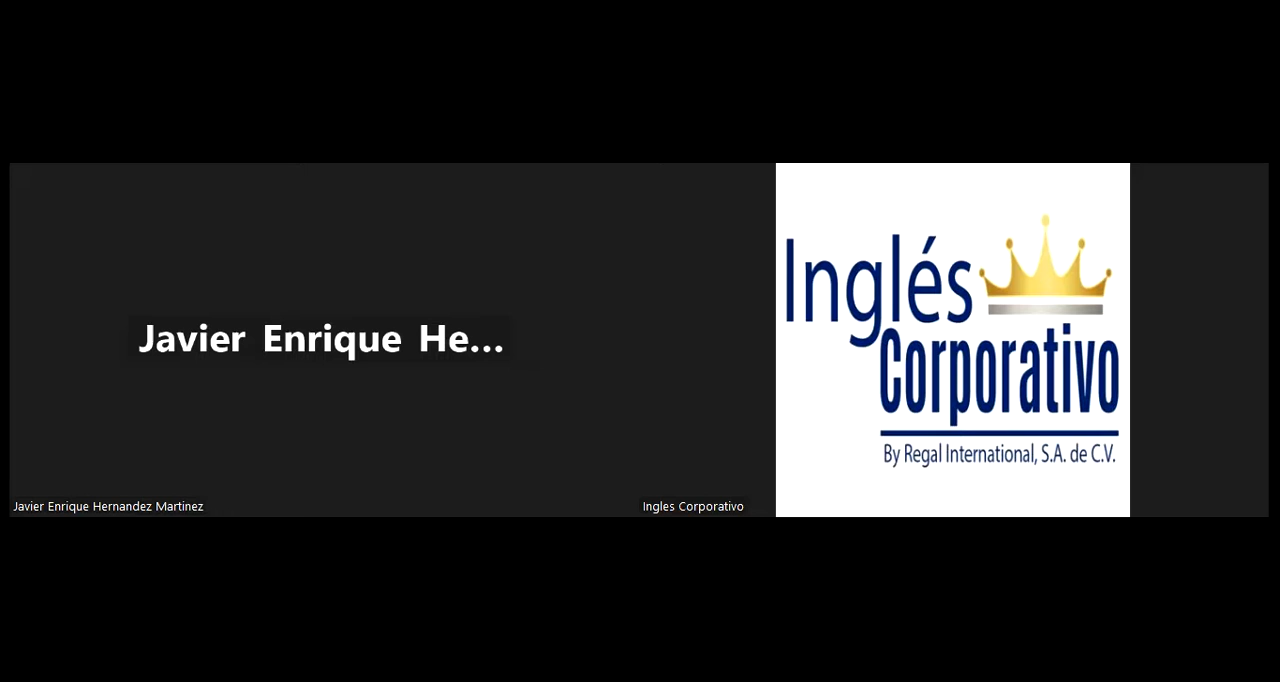 Javier Enrique He...
Javier Enrique Hernandez Martinez
Ingles Corporativo
Inglés
Corporativo
By Regal International, S.A. de C.V.